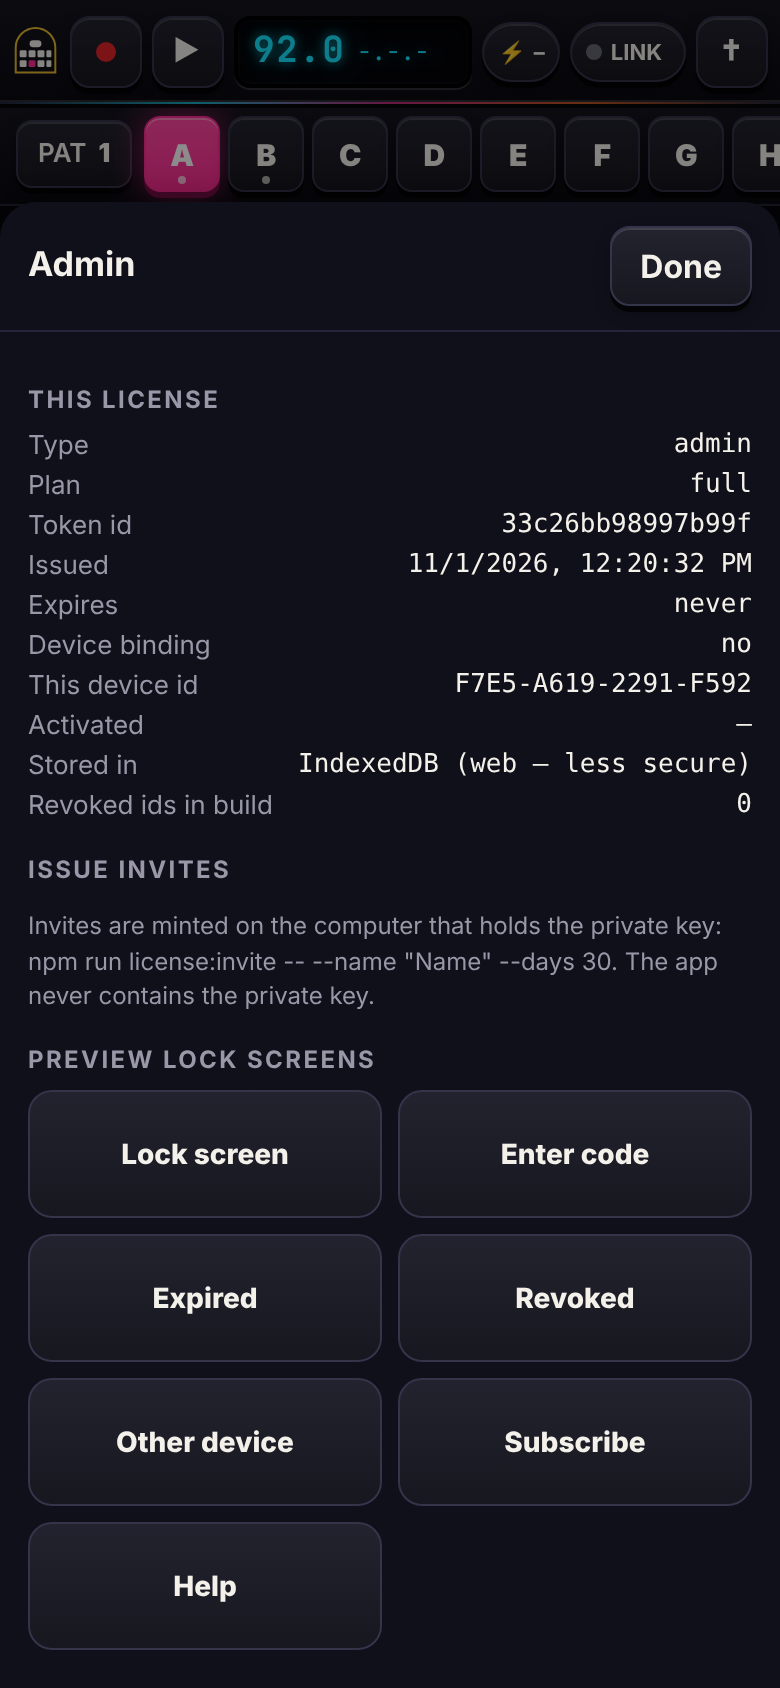 92.0 -.-.-
⚡ –
LINK
✝
PAT 1
A
B
C
D
E
F
G
H
Admin
Done
THIS LICENSE
Type admin
Plan full
Token id 33c26bb98997b99f
Issued 11/1/2026, 12:20:32 PM
Expires never
Device binding no
This device id F7E5-A619-2291-F592
Activated —
Stored in IndexedDB (web — less secure)
Revoked ids in build 0
ISSUE INVITES
Invites are minted on the computer that holds the private key:
npm run license:invite -- --name "Name" --days 30. The app
never contains the private key.
PREVIEW LOCK SCREENS
Lock screen
Enter code
Expired
Revoked
Other device
Subscribe
Help